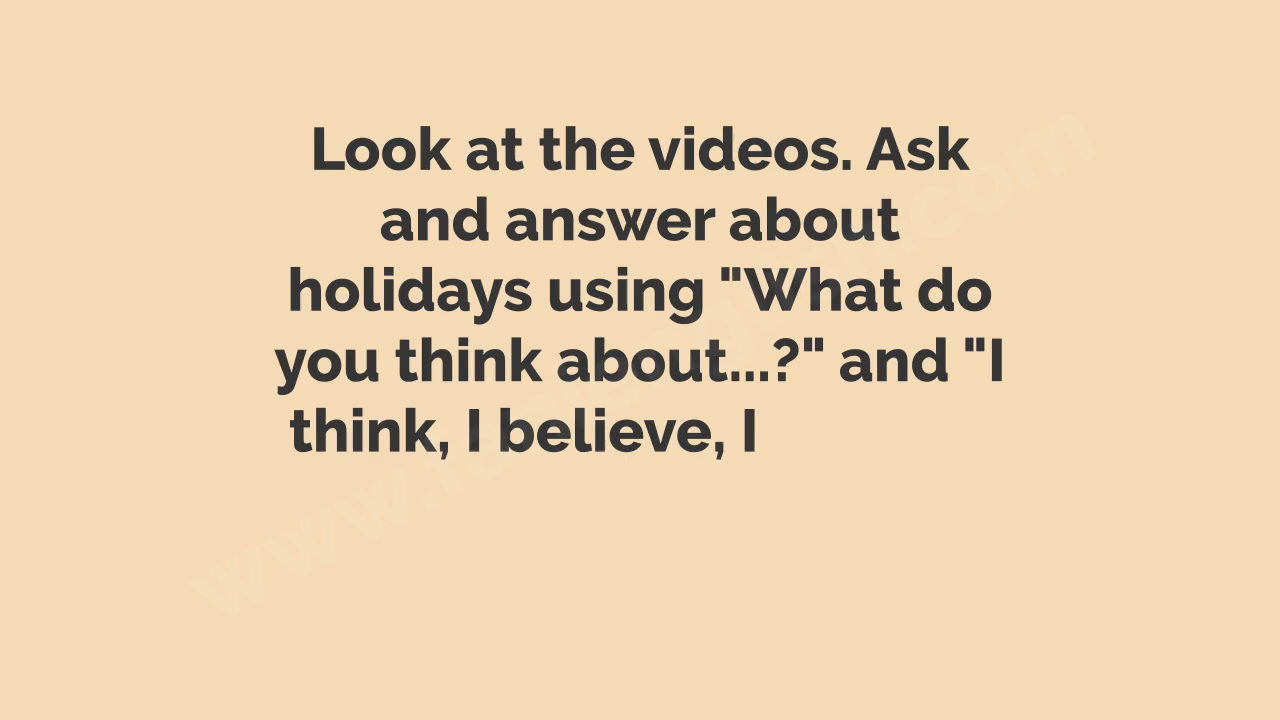 Look at the videos. Ask
and answer about
holidays using "What do
you think about...?" and "I
think, I believe, I